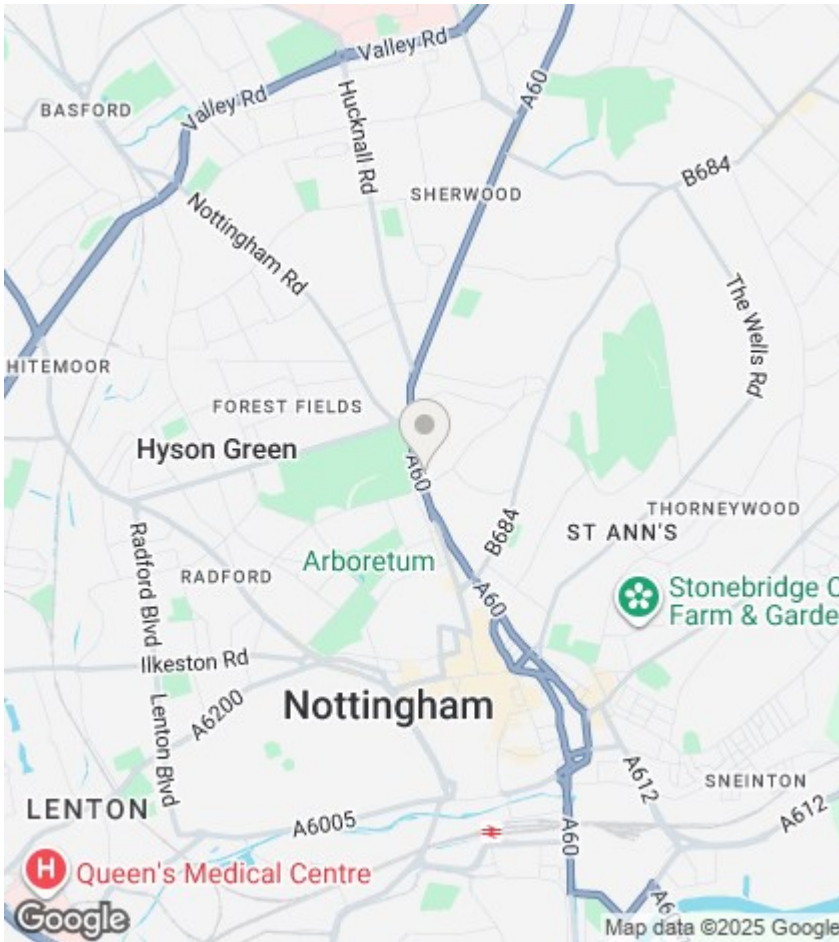 Valley Rd
A60
BASFORD
Valley Rd
Hucknall Rd
B684
SHERWOOD
Nottingham Rd
The Wells Rd
HITEMOOR
FOREST FIELDS
Hyson Green
A60
THORNEYWOOD
B684
ST ANN'S
Arboretum
Radford Blvd
RADFORD
A60
Stonebridge C
Farm & Garde
Ilkeston Rd
A6200
Lenton Blvd
Nottingham
SNEINTON
A612
LENTON
A6005
A60
A612
Queen's Medical Centre
H
A6
Google
Map data ©2025 Google